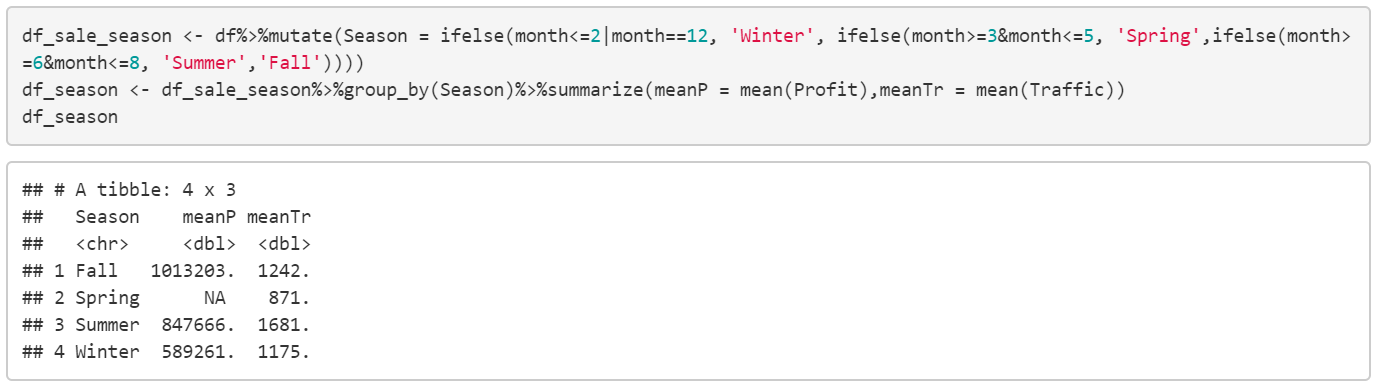 df_sale_season <- df%>%mutate(Season = ifelse(month<=2|month==12, 'Winter', ifelse(month>=3&month<=5, 'Spring',ifelse(month>
=6&month<=8, 'Summer','Fall'))))
df_season <- df_sale_season%>%group_by(Season)%>%summarize(meanP = mean(Profit),meanTr = mean(Traffic))
df_season
## # A tibble: 4 x 3
##   Season    meanP meanTr
##   <chr>     <dbl>  <dbl>
## 1 Fall   1013203.  1242.
## 2 Spring      NA    871.
## 3 Summer  847666.  1681.
## 4 Winter  589261.  1175.